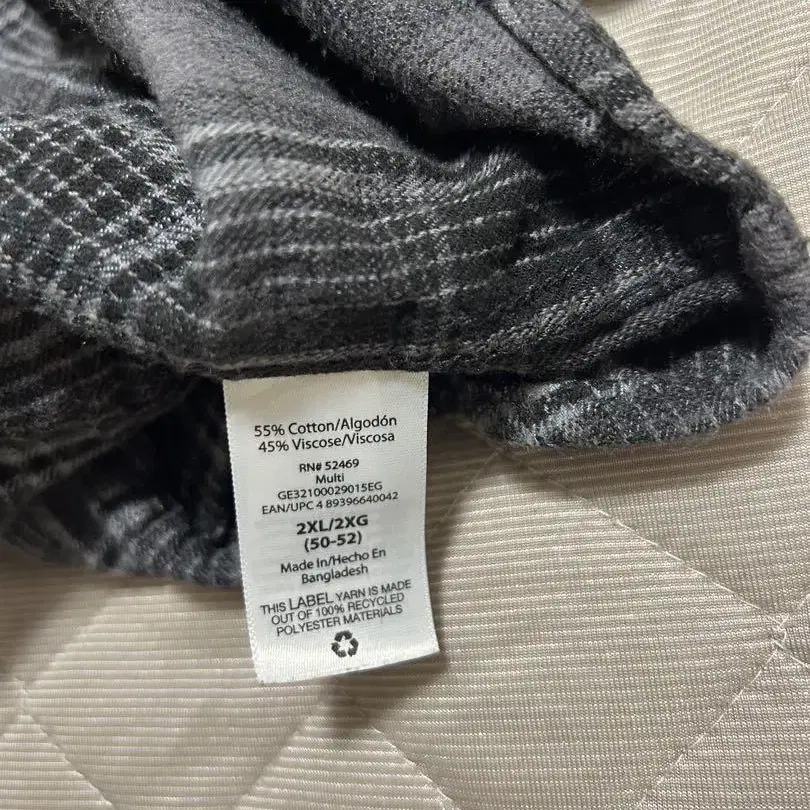 55% Cotton/Algodón
45% Viscose/Viscosa
RN# 52469
Multi
GE32100029015EG
EAN/UPC 4 89396640042
2XL/2XG
(50-52)
Made In/Hecho En
Bangladesh
THIS LABEL YARN IS MADE
OUT OF 100% RECYCLED
POLYESTER MATERIALS